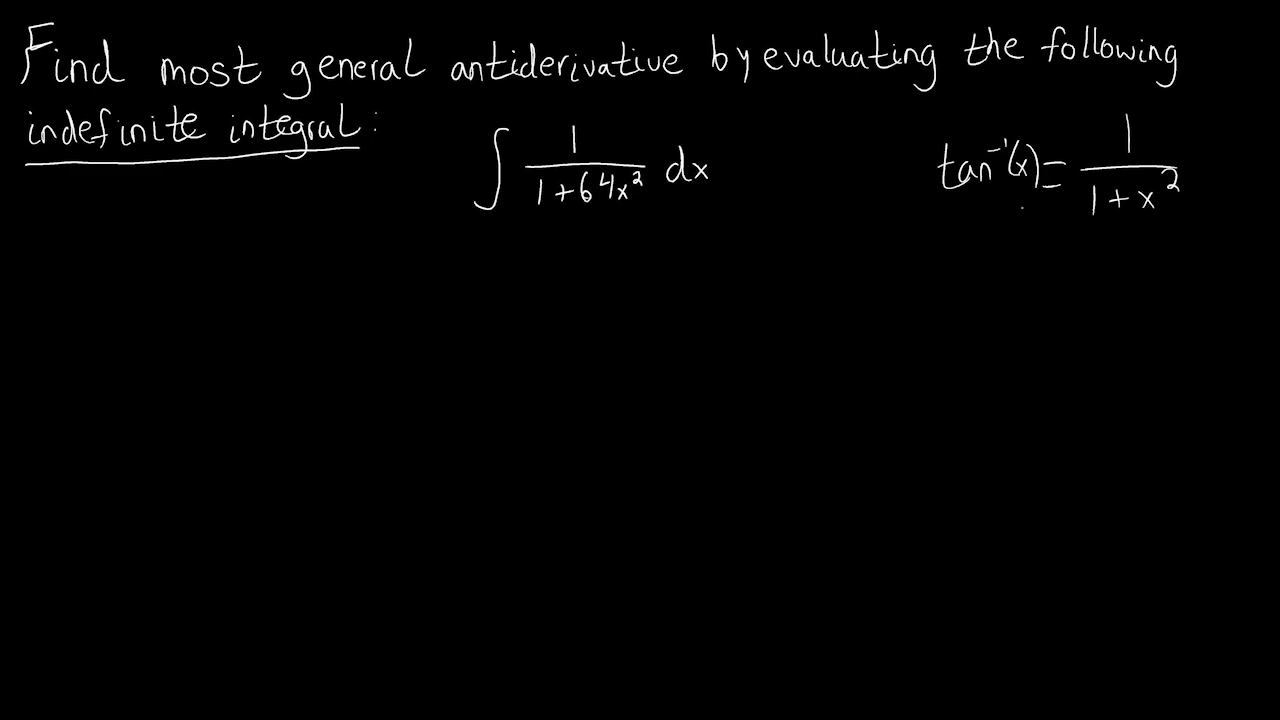 Find most general antiderivative by evaluating the following
indefinite integral:
∫ 1/(1+64x²) dx
tan⁻¹(x) = 1/(1+x²)